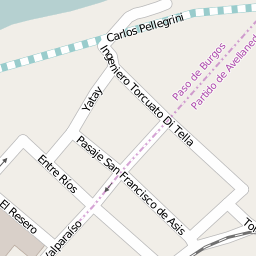 Carlos Pellegrini
Ingeniero Torcuato Di Tella
Paso de Burgos
Partido de Avellaned
Yatay
Pasaje San Francisco de Asis
Entre Ríos
El Resero
Valparaíso